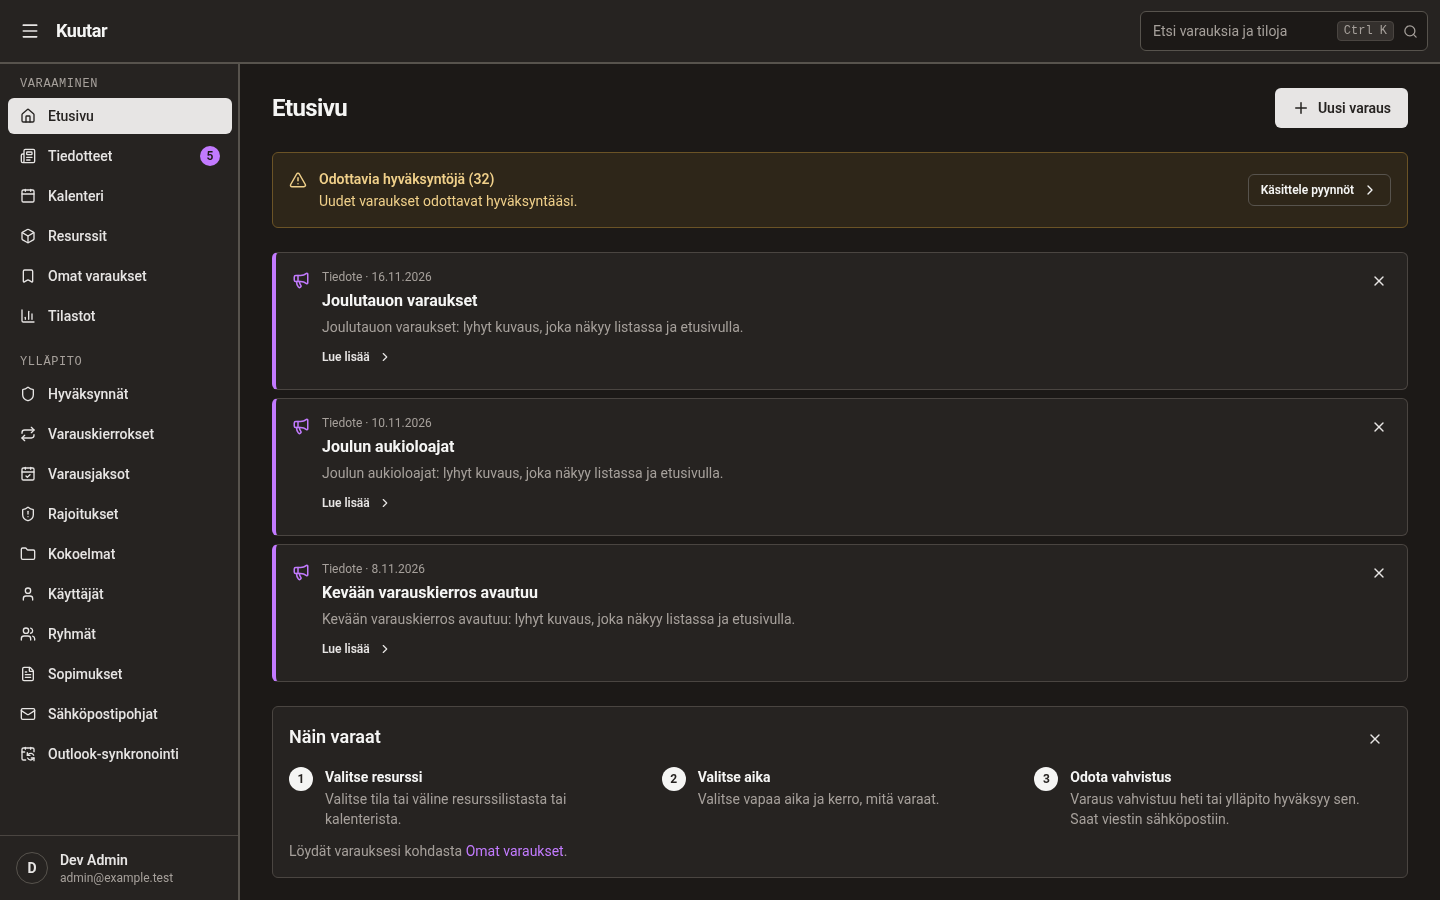 Kuutar
Etsi varauksia ja tiloja
Ctrl K
VARAAMINEN
Etusivu
Tiedotteet
5
Kalenteri
Resurssit
Omat varaukset
Tilastot
YLLÄPITO
Hyväksynnät
Varauskierrokset
Varausjaksot
Rajoitukset
Kokoelmat
Käyttäjät
Ryhmät
Sopimukset
Sähköpostipohjat
Outlook-synkronointi
D
Dev Admin
admin@example.test
Etusivu
Uusi varaus
Odottavia hyväksyntöjä (32)
Uudet varaukset odottavat hyväksyntääsi.
Käsittele pyynnöt
Tiedote · 16.11.2026
Joulutauon varaukset
Joulutauon varaukset: lyhyt kuvaus, joka näkyy listassa ja etusivulla.
Lue lisää
Tiedote · 10.11.2026
Joulun aukioloajat
Joulun aukioloajat: lyhyt kuvaus, joka näkyy listassa ja etusivulla.
Lue lisää
Tiedote · 8.11.2026
Kevään varauskierros avautuu
Kevään varauskierros avautuu: lyhyt kuvaus, joka näkyy listassa ja etusivulla.
Lue lisää
Näin varaat
1
Valitse resurssi
Valitse tila tai väline resurssilistasta tai
kalenterista.
2
Valitse aika
Valitse vapaa aika ja kerro, mitä varaat.
3
Odota vahvistus
Varaus vahvistuu heti tai ylläpito hyväksyy sen.
Saat viestin sähköpostiin.
Löydät varauksesi kohdasta Omat varaukset.